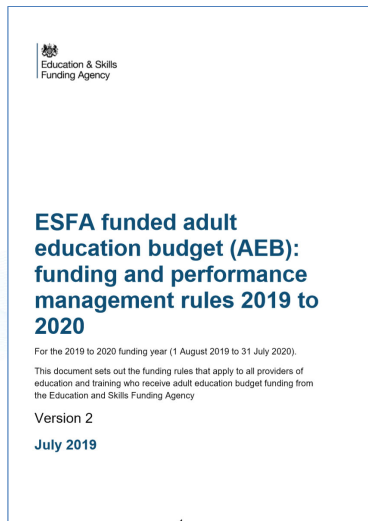 Education & Skills
Funding Agency
ESFA funded adult
education budget (AEB):
funding and performance
management rules 2019 to
2020
For the 2019 to 2020 funding year (1 August 2019 to 31 July 2020).
This document sets out the funding rules that apply to all providers of
education and training who receive adult education budget funding from
the Education and Skills Funding Agency
Version 2
July 2019